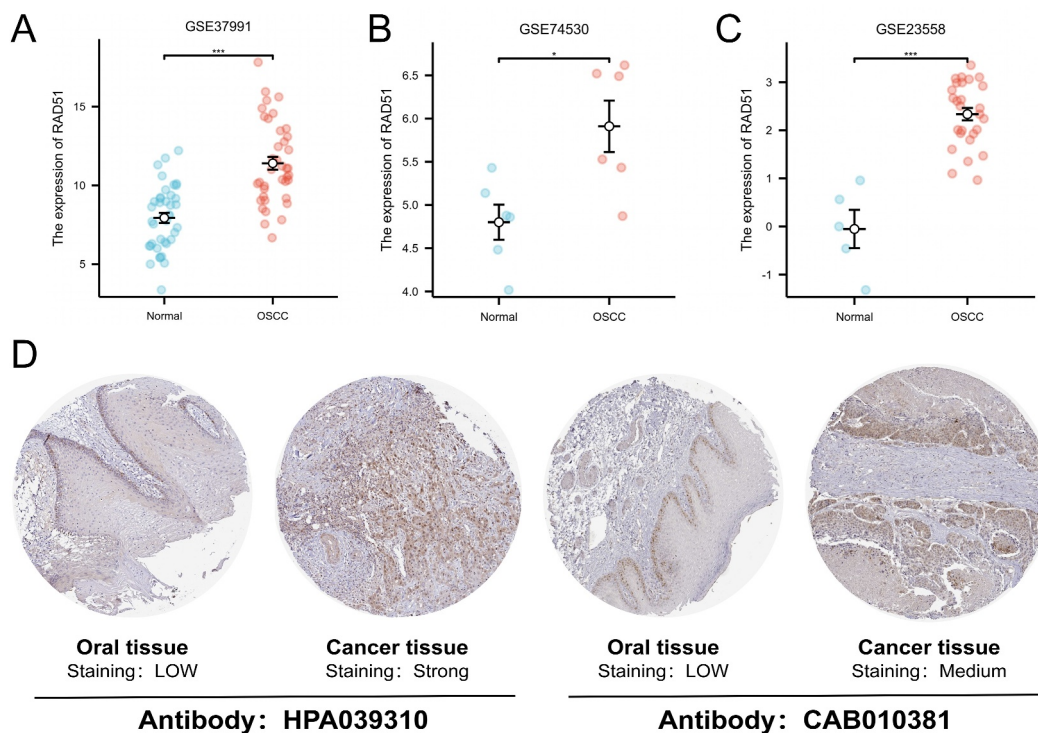 A
GSE37991
***
The expression of RAD51
15
10
5
Normal
OSCC
B
GSE74530
*
The expression of RAD51
6.5
6.0
5.5
5.0
4.5
4.0
Normal
OSCC
C
GSE23558
***
The expression of RAD51
3
2
1
0
-1
Normal
OSCC
D
Oral tissue
Staining：LOW
Cancer tissue
Staining：Strong
Oral tissue
Staining：LOW
Cancer tissue
Staining：Medium
Antibody：HPA039310
Antibody：CAB010381